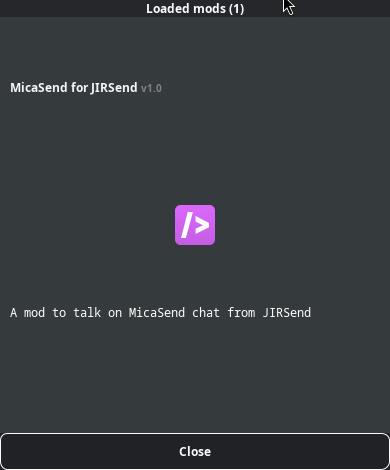 Loaded mods (1)
MicaSend for JIRSend v1.0
/>
A mod to talk on MicaSend chat from JIRSend
Close